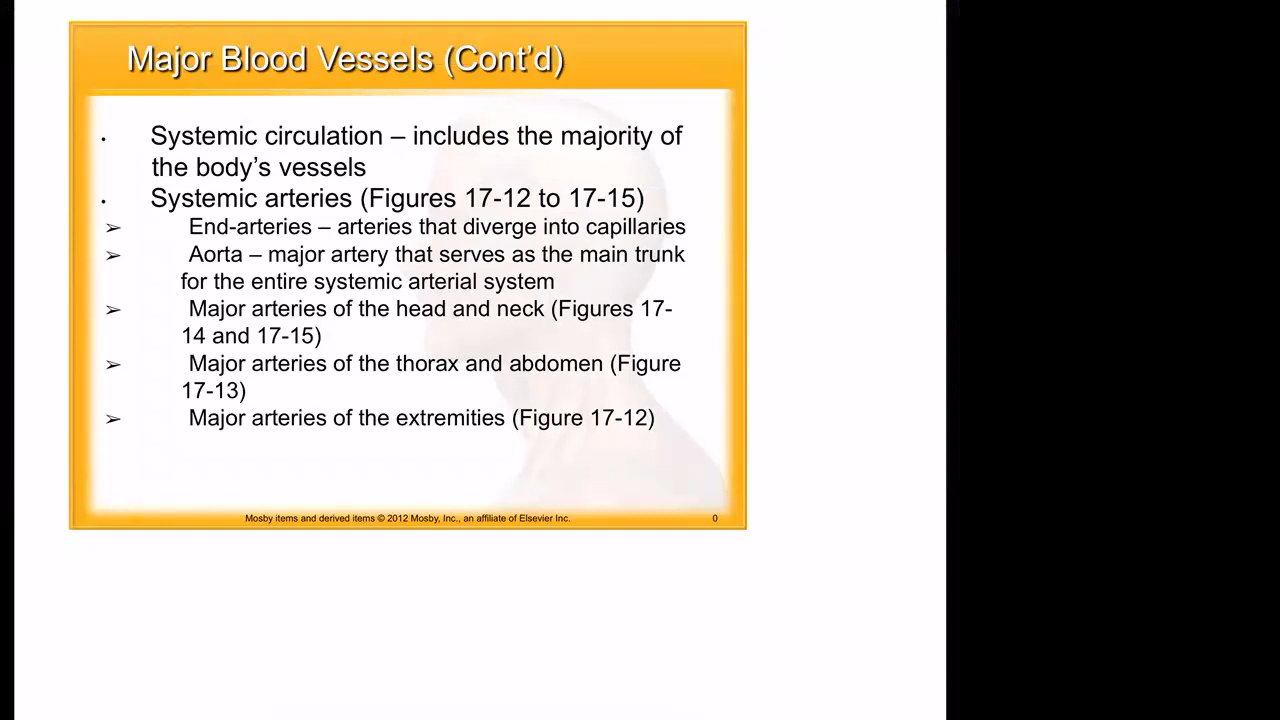 Major Blood Vessels (Cont’d)
• Systemic circulation – includes the majority of
the body’s vessels
• Systemic arteries (Figures 17-12 to 17-15)
➢ End-arteries – arteries that diverge into capillaries
➢ Aorta – major artery that serves as the main trunk
for the entire systemic arterial system
➢ Major arteries of the head and neck (Figures 17-
14 and 17-15)
➢ Major arteries of the thorax and abdomen (Figure
17-13)
➢ Major arteries of the extremities (Figure 17-12)
Mosby items and derived items © 2012 Mosby, Inc., an affiliate of Elsevier Inc. 0